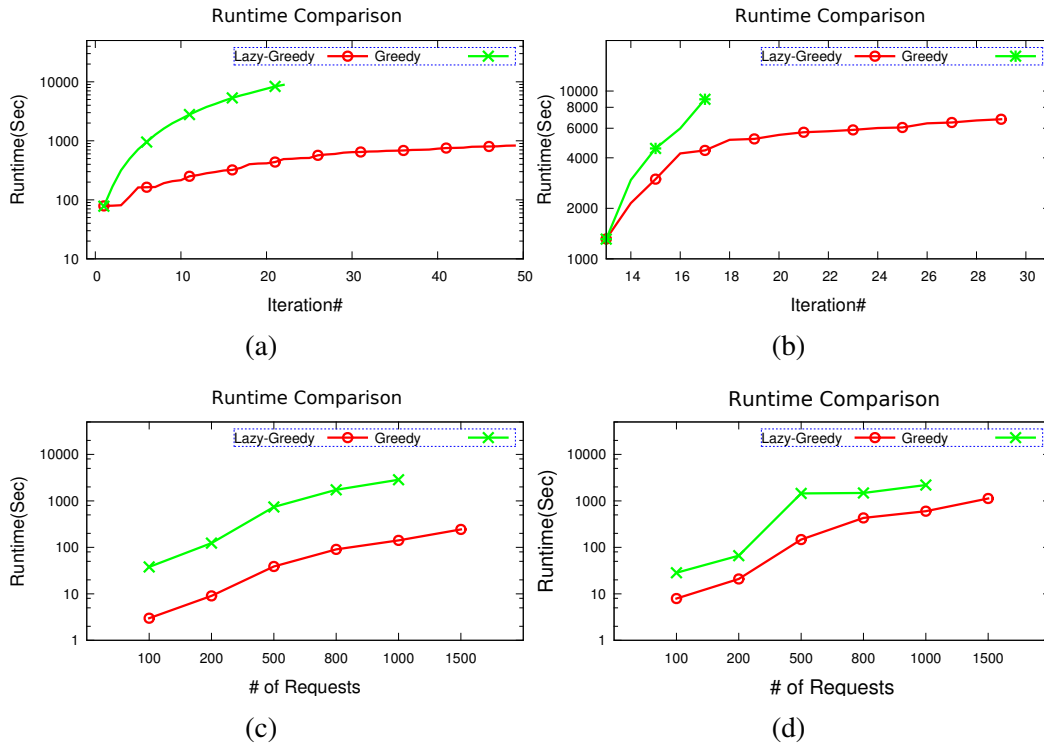 Runtime Comparison
Lazy-Greedy
Greedy
10000
1000
100
10
Runtime(Sec)
0 10 20 30 40 50
Iteration#
(a)
Runtime Comparison
Lazy-Greedy
Greedy
10000
8000
6000
4000
2000
1000
Runtime(Sec)
14 16 18 20 22 24 26 28 30
Iteration#
(b)
Runtime Comparison
Lazy-Greedy
Greedy
10000
1000
100
10
1
Runtime(Sec)
100 200 500 800 1000 1500
# of Requests
(c)
Runtime Comparison
Lazy-Greedy
Greedy
10000
1000
100
10
1
Runtime(Sec)
100 200 500 800 1000 1500
# of Requests
(d)